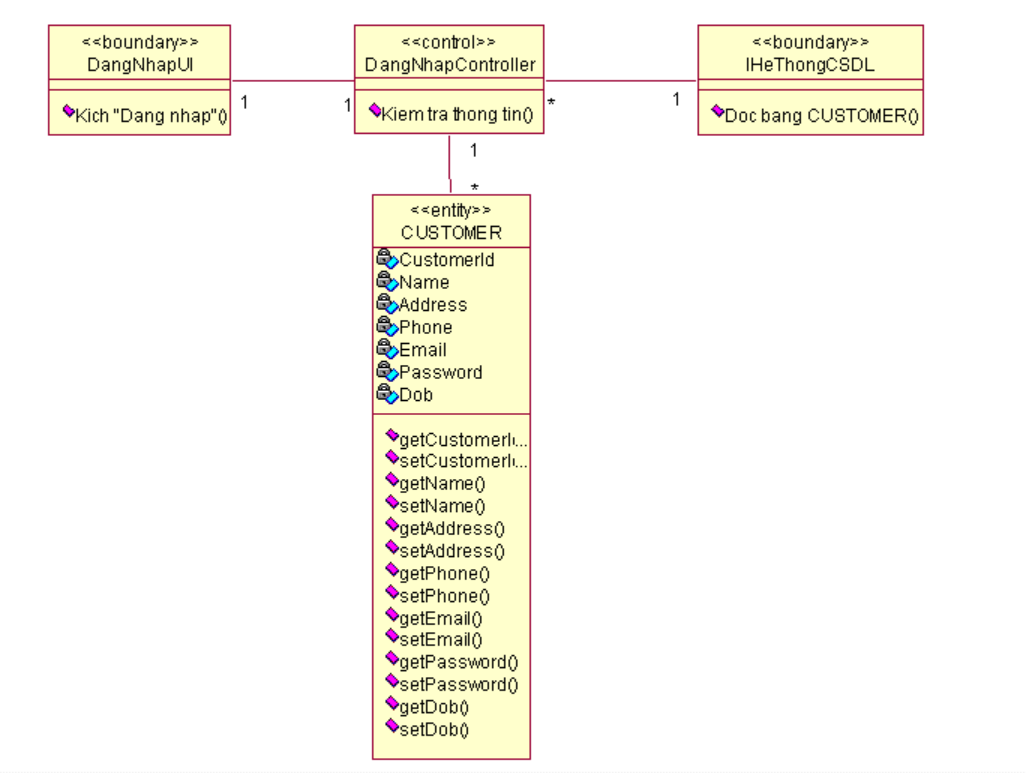 <<boundary>>
DangNhapUI
Kich "Dang nhap"()
1
1
<<control>>
DangNhapController
Kiem tra thong tin()
*
1
<<boundary>>
IHeThongCSDL
Doc bang CUSTOMER()
1
*
<<entity>>
CUSTOMER
CustomerId
Name
Address
Phone
Email
Password
Dob
getCustomerI...
setCustomerI...
getName()
setName()
getAddress()
setAddress()
getPhone()
setPhone()
getEmail()
setEmail()
getPassword()
setPassword()
getDob()
setDob()